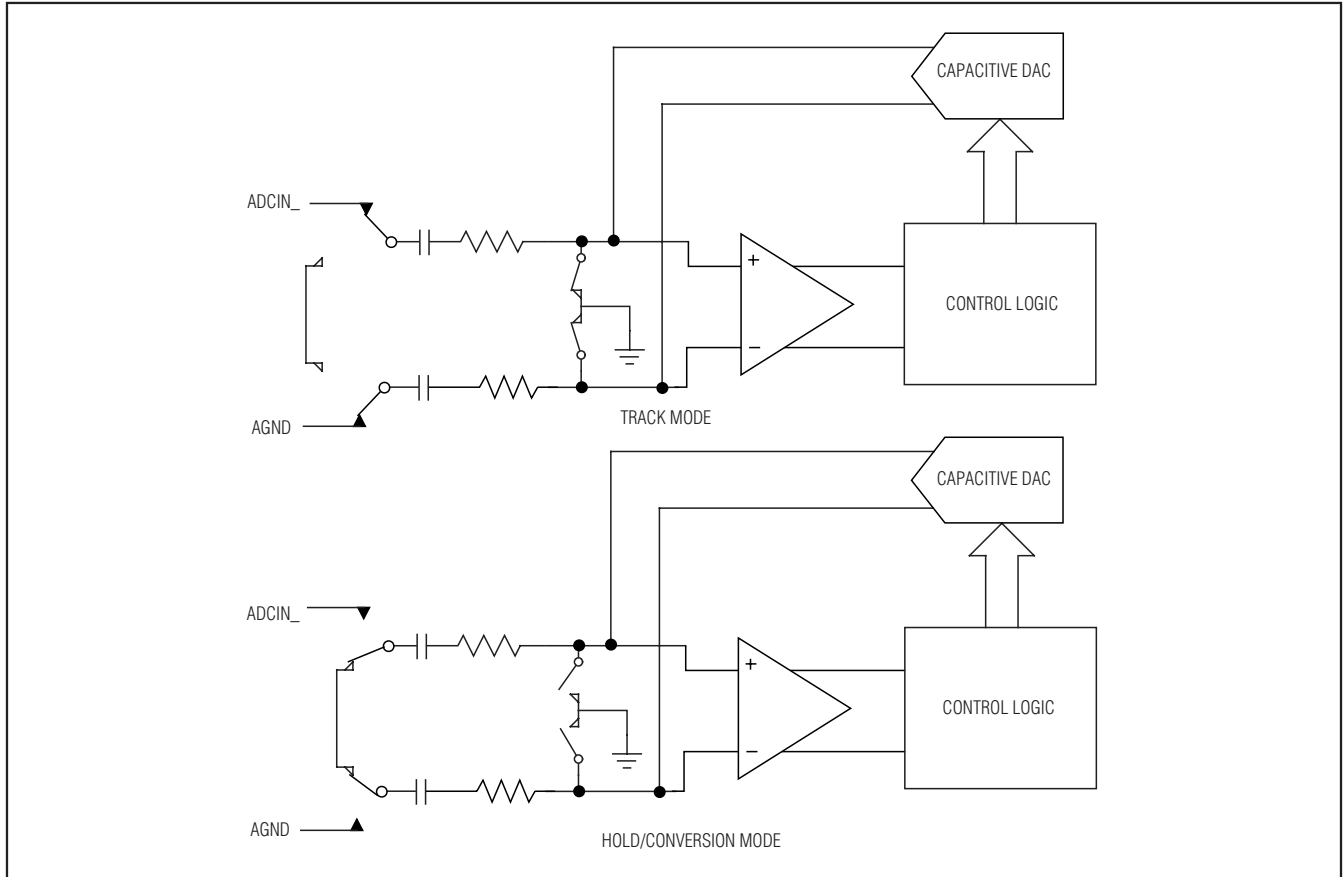 CAPACITIVE DAC
ADCIN_
+
CONTROL LOGIC
−
AGND
TRACK MODE
CAPACITIVE DAC
ADCIN_
+
CONTROL LOGIC
−
AGND
HOLD/CONVERSION MODE